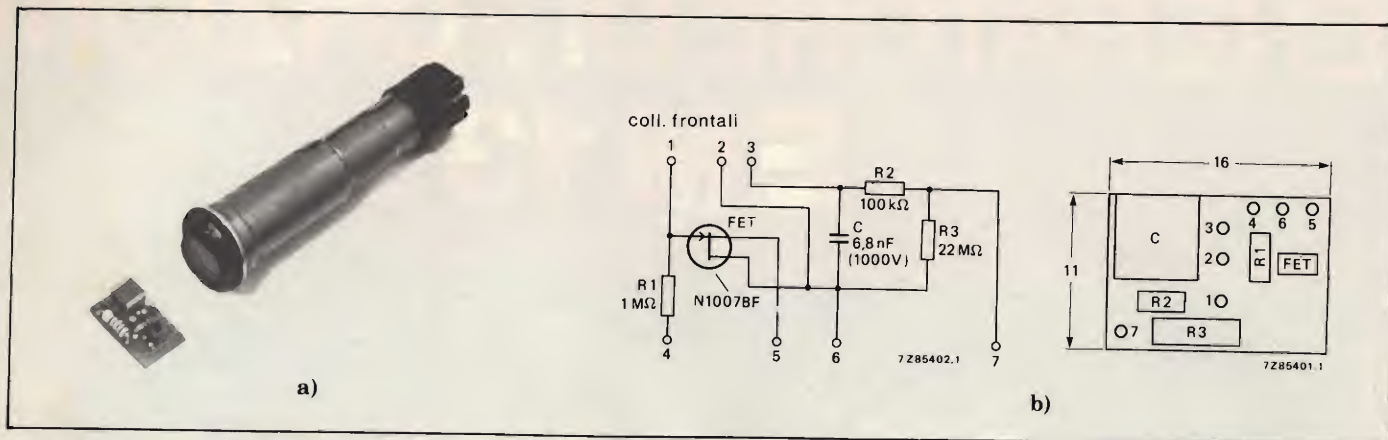 a)
coll. frontali
1 2 3
R2
100 kΩ
FET
C
6,8 nF
(1000V)
R3
22 MΩ
R1
1 MΩ
N1007BF
4 5 6 7
7Z85402.1
16
11
C
3
2
1
4 6 5
R1
FET
R2
7
R3
7Z85401.1
b)